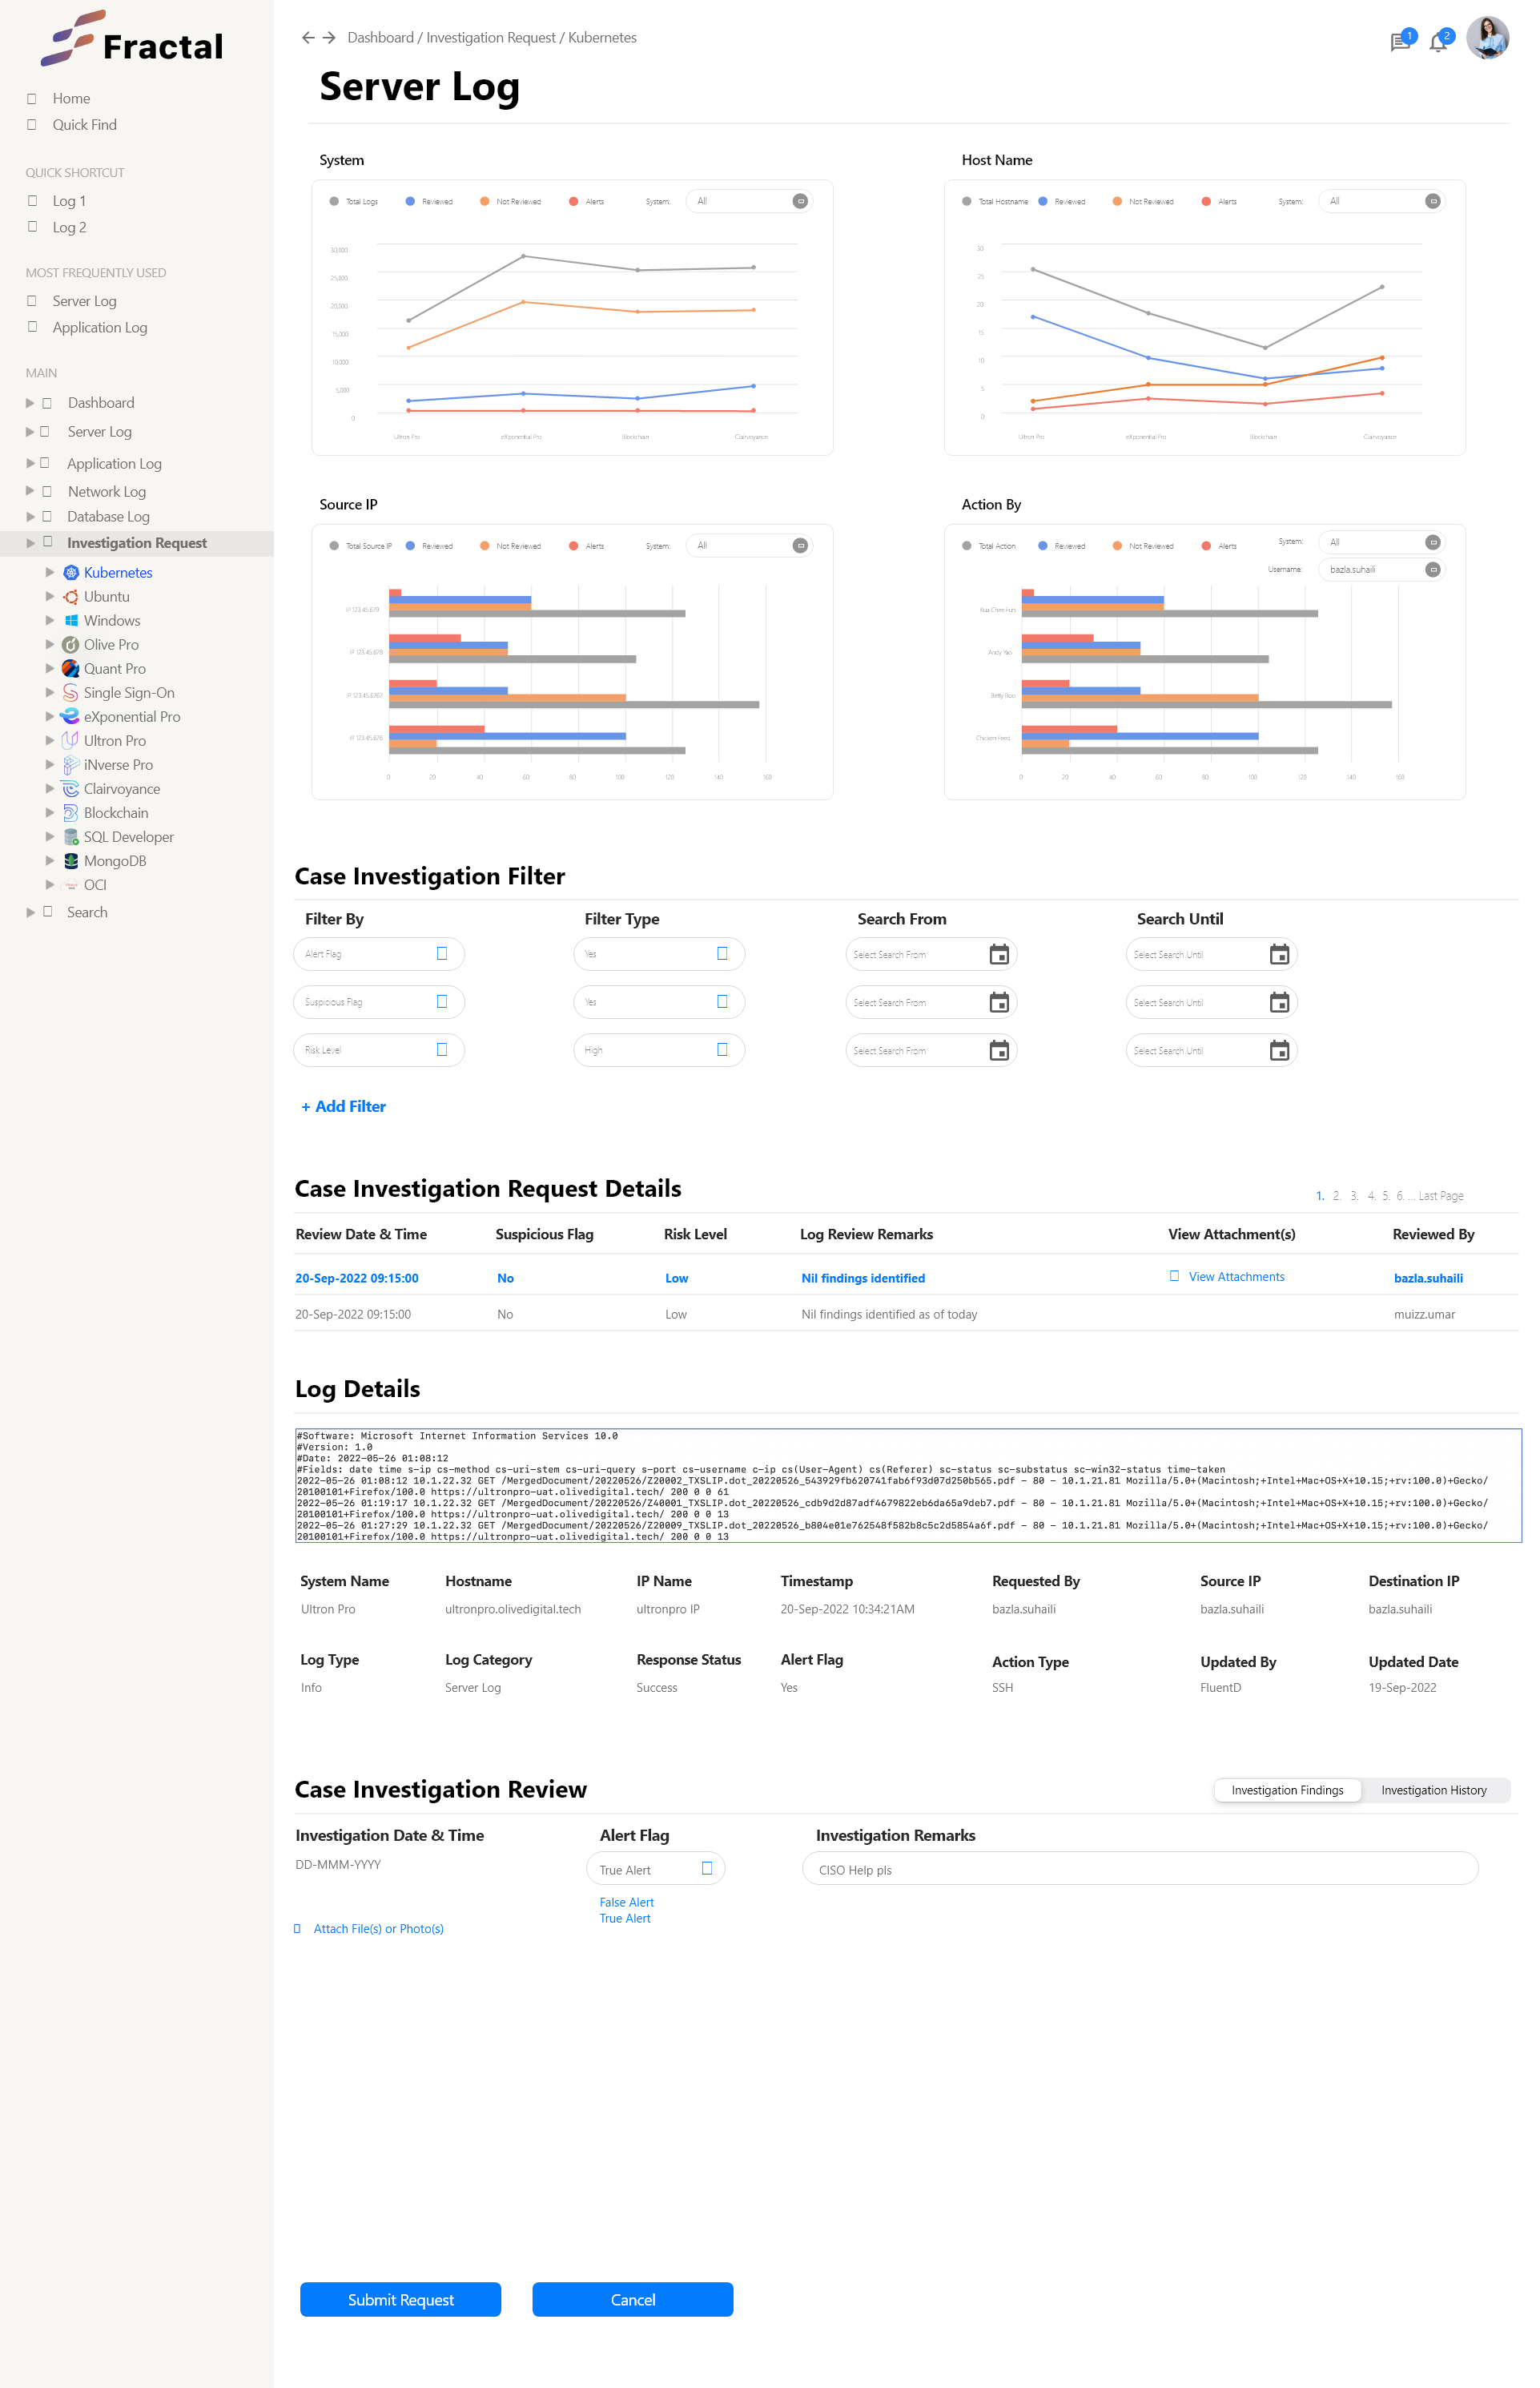 Fractal
Home
Quick Find
QUICK SHORTCUT
Log 1
Log 2
MOST FREQUENTLY USED
Server Log
Application Log
MAIN
Dashboard
Server Log
Application Log
Network Log
Database Log
Investigation Request
Kubernetes
Ubuntu
Windows
Olive Pro
Quant Pro
Single Sign-On
eXponential Pro
Ultron Pro
iNverse Pro
Clairvoyance
Blockchain
SQL Developer
MongoDB
OCI
Search
Dashboard / Investigation Request / Kubernetes
1
2
Server Log
System
Total Logs Reviewed Not Reviewed Alerts System: All
30,000
25,000
20,000
15,000
10,000
5,000
0
Ultron Pro eXponential Pro Blockchain Clairvoyance
Host Name
Total Hostname Reviewed Not Reviewed Alerts System: All
30
25
20
15
10
5
0
Ultron Pro eXponential Pro Blockchain Clairvoyance
Source IP
Total Source IP Reviewed Not Reviewed Alerts System: All
IP 123.45.679
IP 123.45.678
IP 123.45.6787
IP 123.45.676
0 20 40 60 80 100 120 140 160
Action By
Total Action Reviewed Not Reviewed Alerts System: All
Username: bazla.suhaili
Kua Chee Fun
Andy Yao
Betty Boo
Chicken Feed
0 20 40 60 80 100 120 140 160
Case Investigation Filter
Filter By Filter Type Search From Search Until
Alert Flag Yes Select Search From Select Search Until
Suspicious Flag Yes Select Search From Select Search Until
Risk Level High Select Search From Select Search Until
+ Add Filter
Case Investigation Request Details
1. 2. 3. 4. 5. 6. ... Last Page
Review Date & Time Suspicious Flag Risk Level Log Review Remarks View Attachment(s) Reviewed By
20-Sep-2022 09:15:00 No Low Nil findings identified View Attachments bazla.suhaili
20-Sep-2022 09:15:00 No Low Nil findings identified as of today muizz.umar
Log Details
#Software: Microsoft Internet Information Services 10.0
#Version: 1.0
#Date: 2022-05-26 01:08:12
#Fields: date time s-ip cs-method cs-uri-stem cs-uri-query s-port cs-username c-ip cs(User-Agent) cs(Referer) sc-status sc-substatus sc-win32-status time-taken
2022-05-26 01:08:12 10.1.22.32 GET /MergedDocument/20220526/Z20002_TXSLIP.dot_20220526_543929fb620741fab6f93d07d250b565.pdf - 80 - 10.1.21.81 Mozilla/5.0+(Macintosh;+Intel+Mac+OS+X+10.15;+rv:100.0)+Gecko/
20100101+Firefox/100.0 https://ultronpro-uat.olivedigital.tech/ 200 0 0 61
2022-05-26 01:19:17 10.1.22.32 GET /MergedDocument/20220526/Z40001_TXSLIP.dot_20220526_cdb9d2d87adf4679822eb6da65a9deb7.pdf - 80 - 10.1.21.81 Mozilla/5.0+(Macintosh;+Intel+Mac+OS+X+10.15;+rv:100.0)+Gecko/
20100101+Firefox/100.0 https://ultronpro-uat.olivedigital.tech/ 200 0 0 13
2022-05-26 01:27:29 10.1.22.32 GET /MergedDocument/20220526/Z20009_TXSLIP.dot_20220526_b804e01e762548f582b8c5c2d5854a6f.pdf - 80 - 10.1.21.81 Mozilla/5.0+(Macintosh;+Intel+Mac+OS+X+10.15;+rv:100.0)+Gecko/
20100101+Firefox/100.0 https://ultronpro-uat.olivedigital.tech/ 200 0 0 13
System Name Hostname IP Name Timestamp Requested By Source IP Destination IP
Ultron Pro ultronpro.olivedigital.tech ultronpro IP 20-Sep-2022 10:34:21AM bazla.suhaili bazla.suhaili bazla.suhaili
Log Type Log Category Response Status Alert Flag Action Type Updated By Updated Date
Info Server Log Success Yes SSH FluentD 19-Sep-2022
Case Investigation Review
Investigation Findings Investigation History
Investigation Date & Time Alert Flag Investigation Remarks
DD-MMM-YYYY True Alert CISO Help pls
False Alert
True Alert
Attach File(s) or Photo(s)
Submit Request Cancel